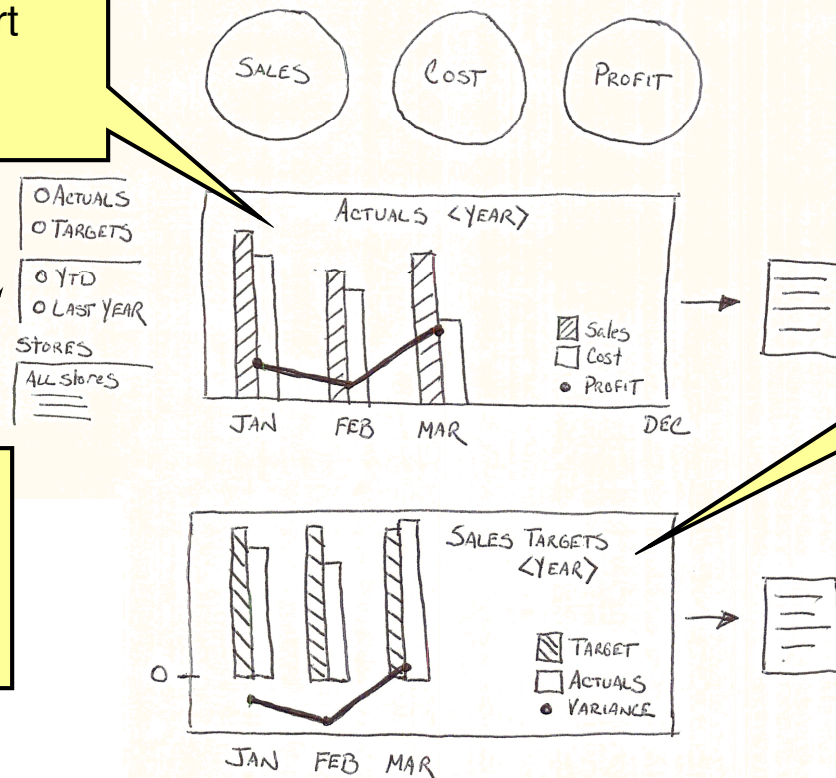 rt
SALES
COST
PROFIT
O ACTUALS
O TARGETS
O YTD
O LAST YEAR
STORES
ALL Stores
ACTUALS <YEAR>
Sales
Cost
PROFIT
JAN FEB MAR DEC
SALES TARGETS
<YEAR>
TARGET
ACTUALS
VARIANCE
O
JAN FEB MAR